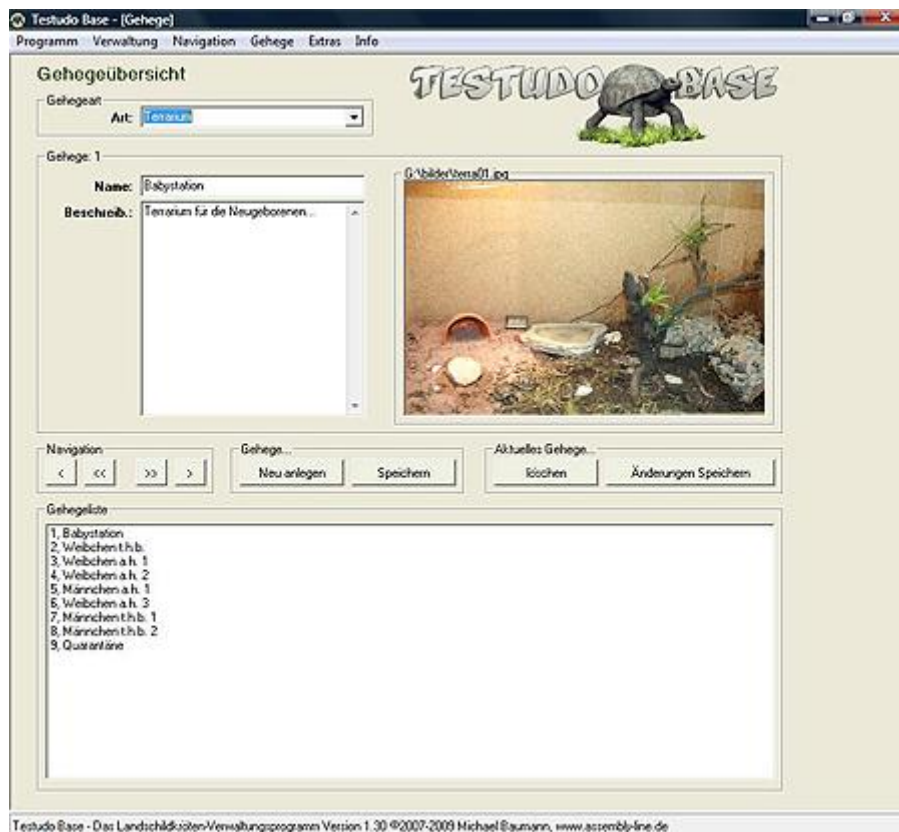 Testudo Base - [Gehege]
Programm Verwaltung Navigation Gehege Extras Info
Gehegeübersicht
TESTUDO BASE
Gehegeart
Art: Terrarium
Gehege: 1
Name: Babystation
G:\bilder\terra01.jpg
Beschreib.: Terrarium für die Neugeborenen...
Navigation
< << >> >
Gehege...
Neu anlegen Speichern
Aktuelles Gehege...
löschen Änderungen Speichern
Gehegeliste
1, Babystation
2, Weibchen t.h.b.
3, Weibchen a.h. 1
4, Weibchen a.h. 2
5, Männchen a.h. 1
6, Weibchen a.h. 3
7, Männchen t.h.b. 1
8, Männchen t.h.b. 2
9, Quarantäne
Testudo Base - Das Landschildkröten-Verwaltungsprogramm Version 1.30 ©2007-2009 Michael Baumann, www.assembly-line.de